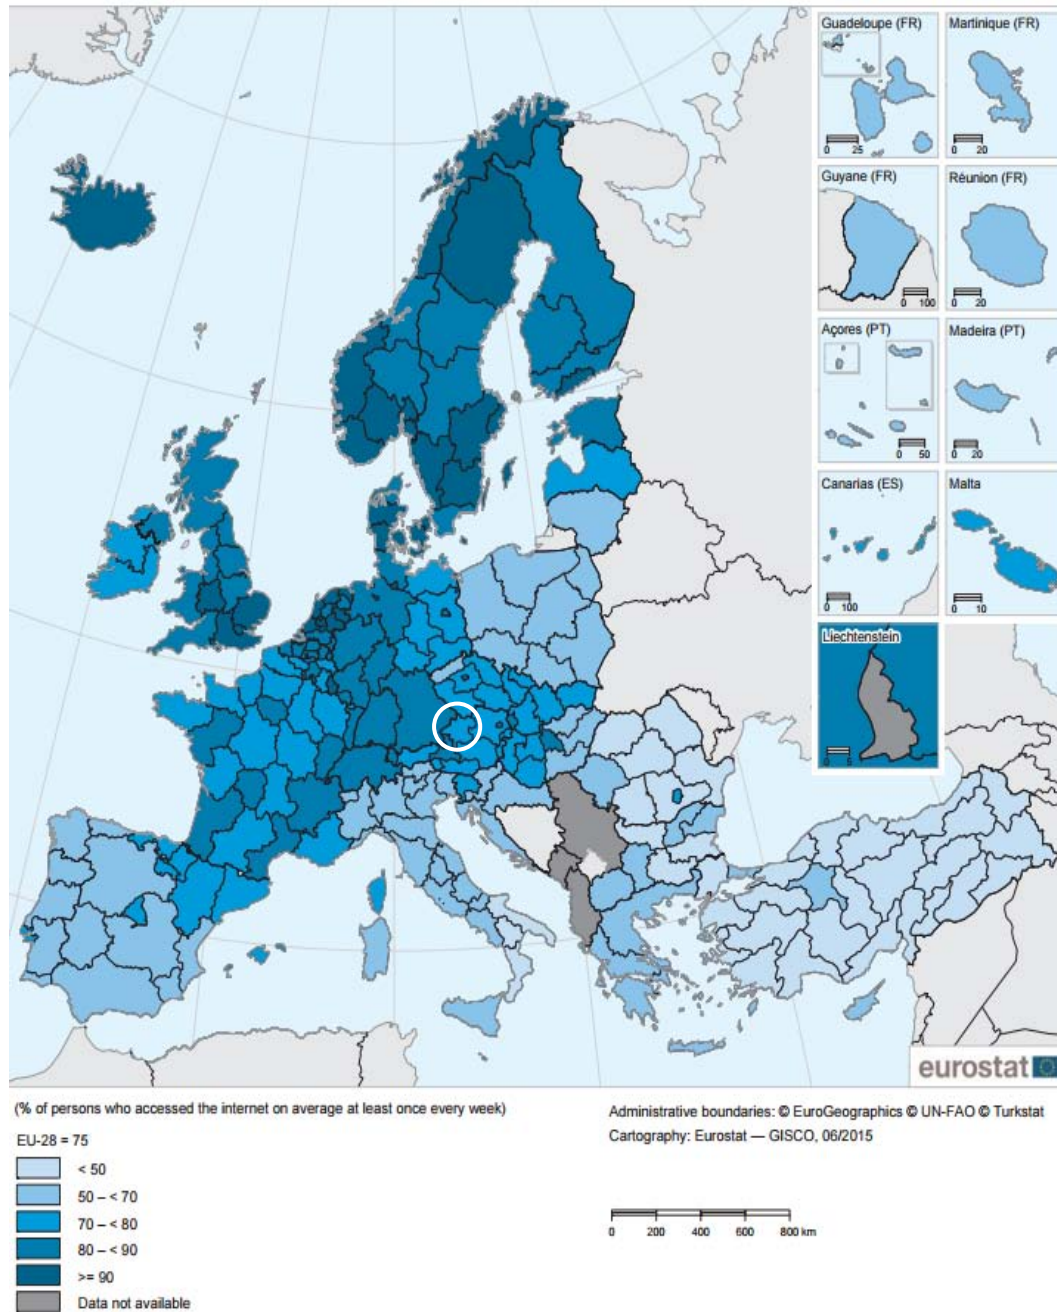 Guadeloupe (FR)
0 25
Martinique (FR)
0 20
Guyane (FR)
0 100
Réunion (FR)
0 20
Açores (PT)
0 50
Madeira (PT)
0 20
Canarias (ES)
0 100
Malta
0 10
Liechtenstein
0 5
eurostat
(% of persons who accessed the internet on average at least once every week)
EU-28 = 75
< 50
50 – < 70
70 – < 80
80 – < 90
>= 90
Data not available
Administrative boundaries: © EuroGeographics © UN-FAO © Turkstat
Cartography: Eurostat — GISCO, 06/2015
0 200 400 600 800 km